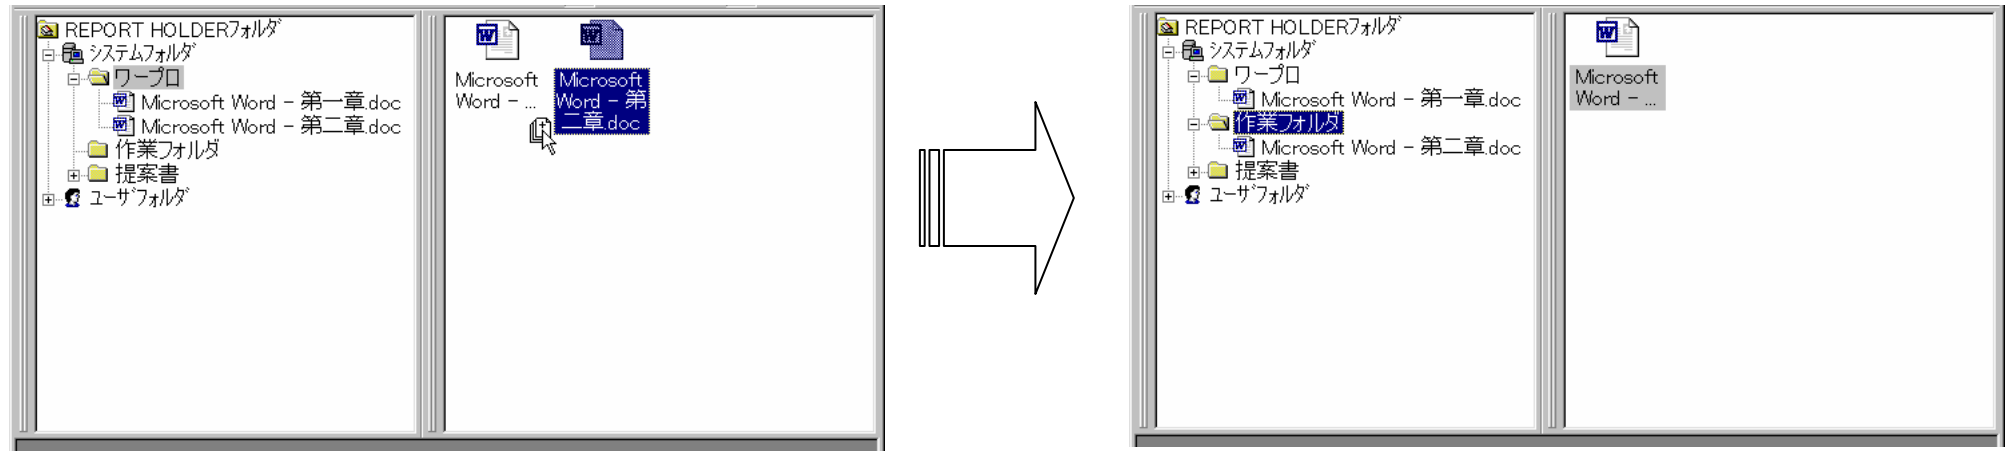 REPORT HOLDERフォルダ
システムフォルダ
ワープロ
Microsoft Word - 第一章.doc
Microsoft Word - 第二章.doc
作業フォルダ
提案書
ユーザフォルダ
Microsoft
Word - ...
Microsoft
Word - 第
二章.doc
REPORT HOLDERフォルダ
システムフォルダ
ワープロ
Microsoft Word - 第一章.doc
作業フォルダ
Microsoft Word - 第二章.doc
提案書
ユーザフォルダ
Microsoft
Word - ...